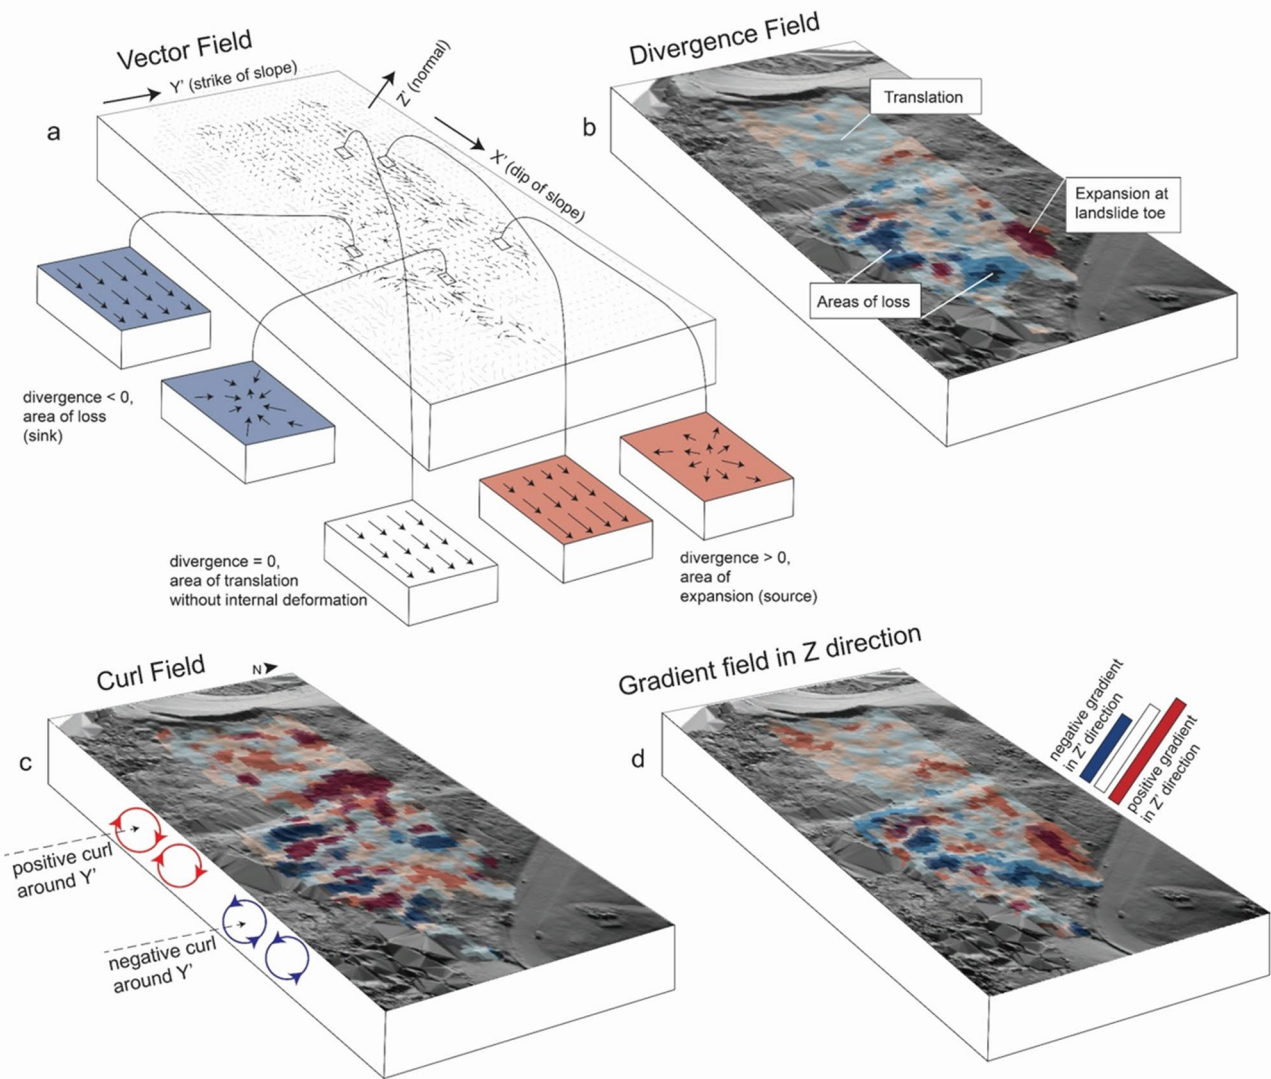 Vector Field
Y' (strike of slope)
Z' (normal)
X' (dip of slope)
a
divergence < 0,
area of loss
(sink)
divergence = 0,
area of translation
without internal deformation
divergence > 0,
area of
expansion (source)
Divergence Field
b
Translation
Expansion at
landslide toe
Areas of loss
Curl Field
N
c
positive curl
around Y'
negative curl
around Y'
Gradient field in Z direction
d
negative gradient
in Z' direction
positive gradient
in Z' direction